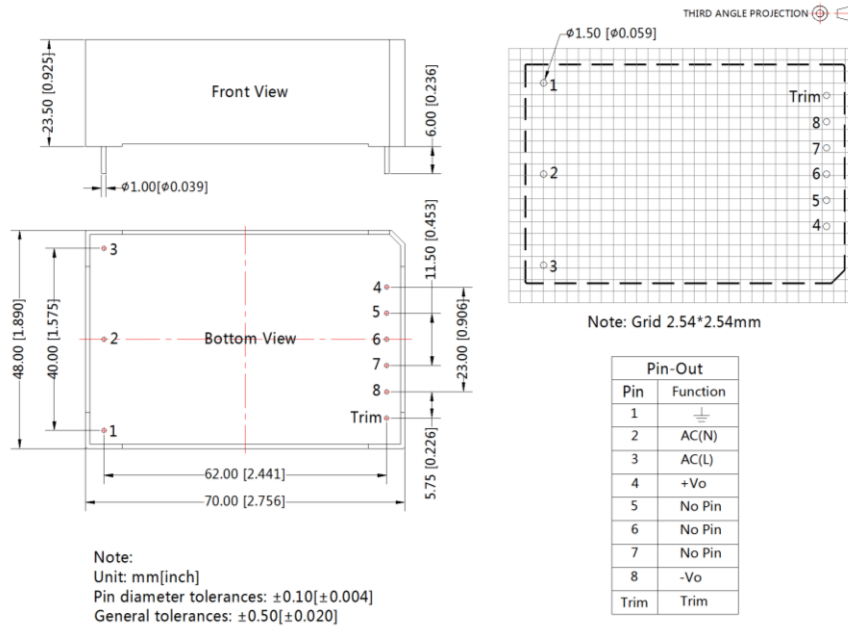 THIRD ANGLE PROJECTION
23.50 [0.925]
Front View
6.00 [0.236]
ϕ1.00[ϕ0.039]
ϕ1.50 [ϕ0.059]
1
2
3
Trim
8
7
6
5
4
Note: Grid 2.54*2.54mm
48.00 [1.890]
40.00 [1.575]
3
2
1
Bottom View
4
5
6
7
8
Trim
11.50 [0.453]
23.00 [0.906]
5.75 [0.226]
62.00 [2.441]
70.00 [2.756]
Pin-Out
Pin Function
1 ⏚
2 AC(N)
3 AC(L)
4 +Vo
5 No Pin
6 No Pin
7 No Pin
8 -Vo
Trim Trim
Note:
Unit: mm[inch]
Pin diameter tolerances: ±0.10[±0.004]
General tolerances: ±0.50[±0.020]